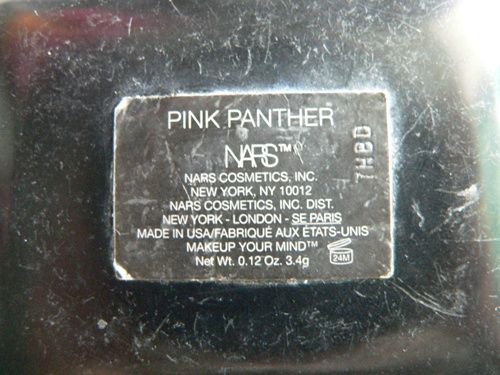 PINK PANTHER
NARS™
NARS COSMETICS, INC.
NEW YORK, NY 10012
NARS COSMETICS, INC. DIST.
NEW YORK - LONDON - SE PARIS
MADE IN USA/FABRIQUÉ AUX ÉTATS-UNIS
MAKEUP YOUR MIND™
24M
Net Wt. 0.12 Oz. 3.4g
7HBD